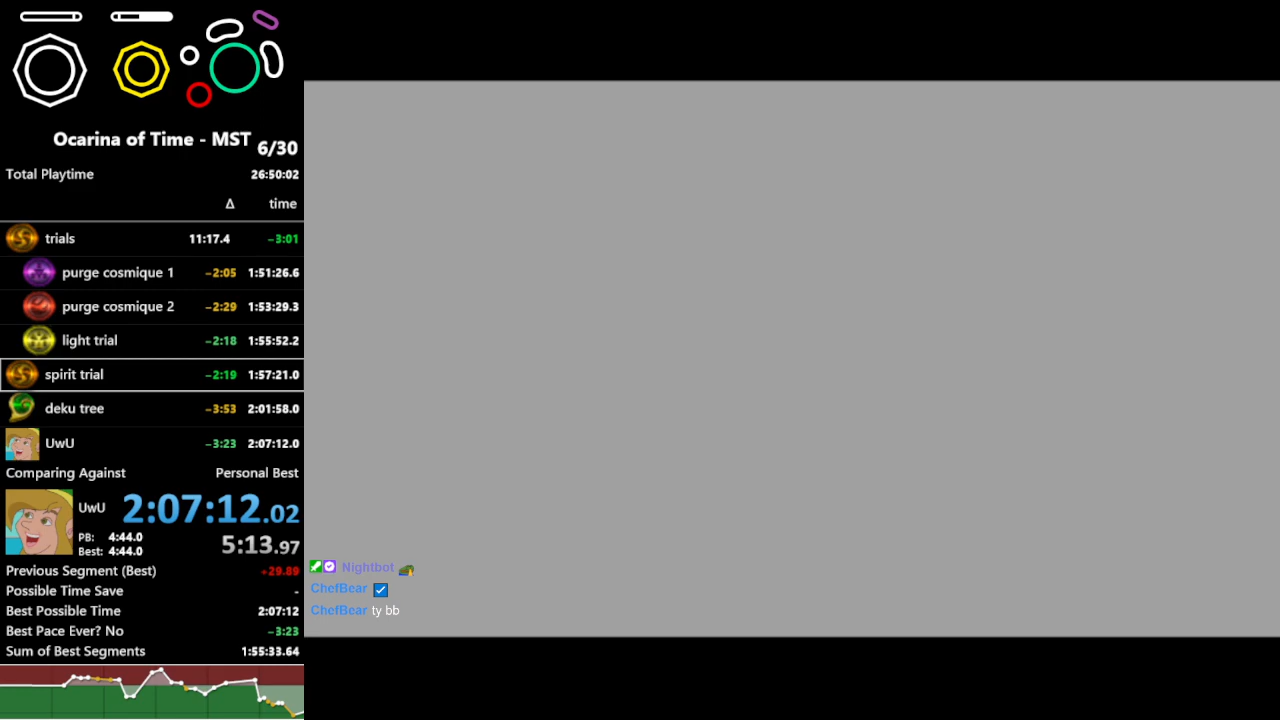 Ocarina of Time - MST 6/30
Total Playtime 26:50:02
Δ time
trials 11:17.4 −3:01
purge cosmique 1 −2:05 1:51:26.6
purge cosmique 2 −2:29 1:53:29.3
light trial −2:18 1:55:52.2
spirit trial −2:19 1:57:21.0
deku tree −3:53 2:01:58.0
UwU −3:23 2:07:12.0
Comparing Against Personal Best
UwU 2:07:12.02
PB: 4:44.0
Best: 4:44.0
5:13.97
Previous Segment (Best) +29.89
Possible Time Save -
Best Possible Time 2:07:12
Best Pace Ever? No −3:23
Sum of Best Segments 1:55:33.64
Nightbot
ChefBear
ChefBear ty bb